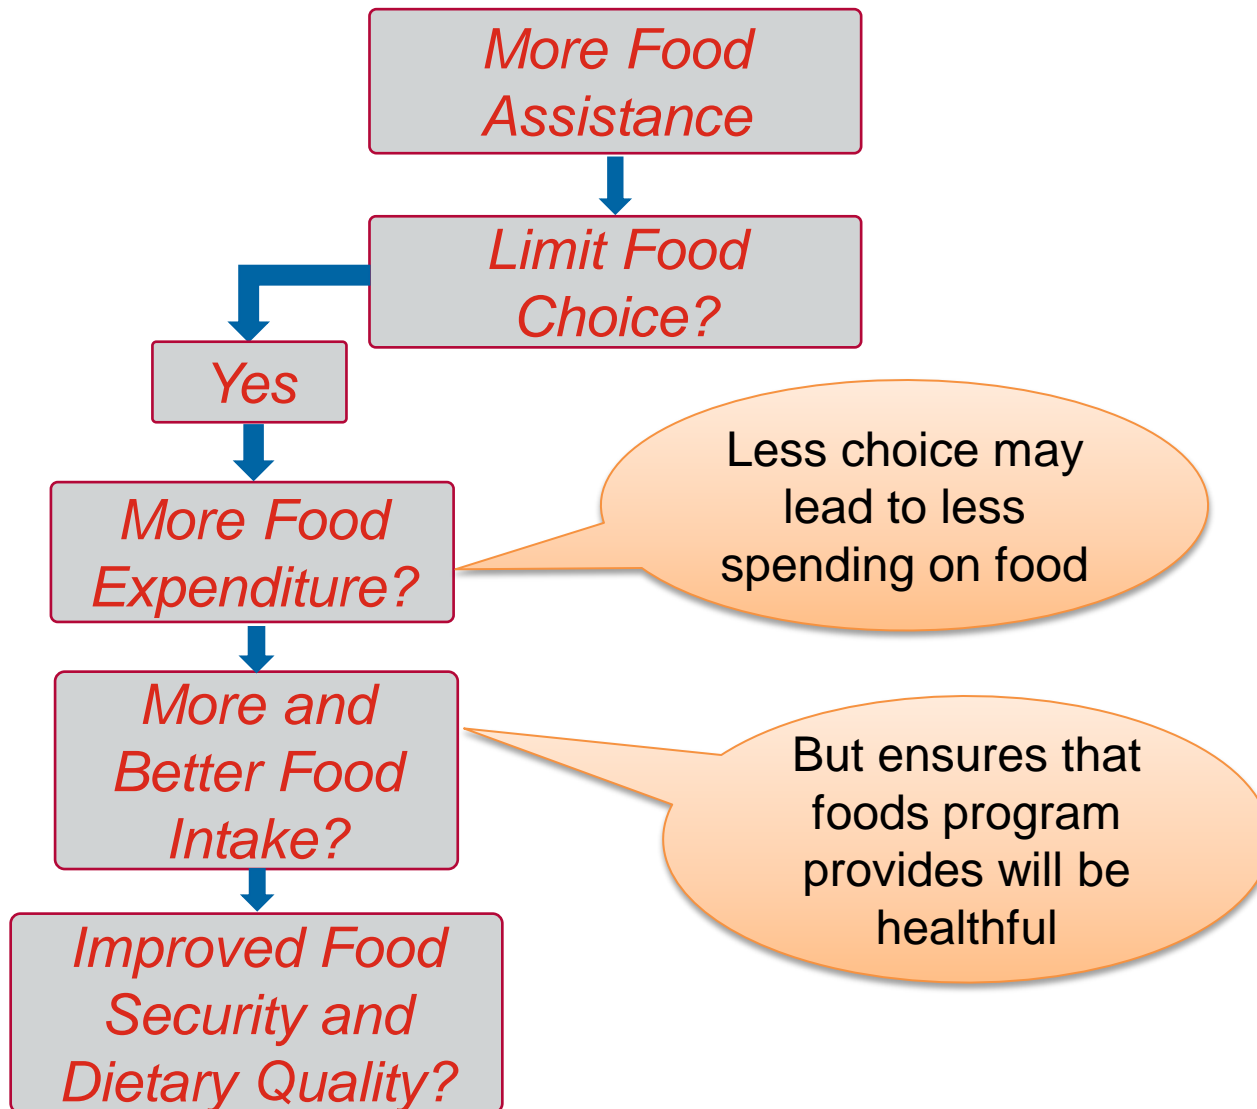 More Food
Assistance
Limit Food
Choice?
Yes
More Food
Expenditure?
Less choice may
lead to less
spending on food
More and
Better Food
Intake?
But ensures that
foods program
provides will be
healthful
Improved Food
Security and
Dietary Quality?